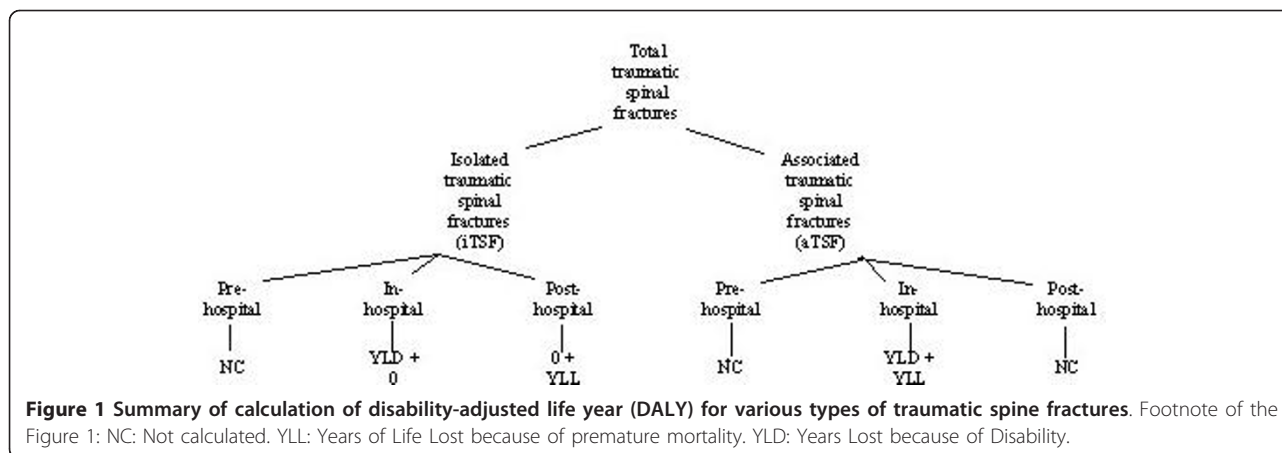 Total
traumatic
spinal
fractures
Isolated
traumatic
spinal
fractures
(iTSF)
Associated
traumatic
spinal
fractures
(aTSF)
Pre-
hospital
In-
hospital
Post-
hospital
Pre-
hospital
In-
hospital
Post-
hospital
NC
YLD +
0
0 +
YLL
NC
YLD +
YLL
NC
Figure 1 Summary of calculation of disability-adjusted life year (DALY) for various types of traumatic spine fractures. Footnote of the
Figure 1: NC: Not calculated. YLL: Years of Life Lost because of premature mortality. YLD: Years Lost because of Disability.